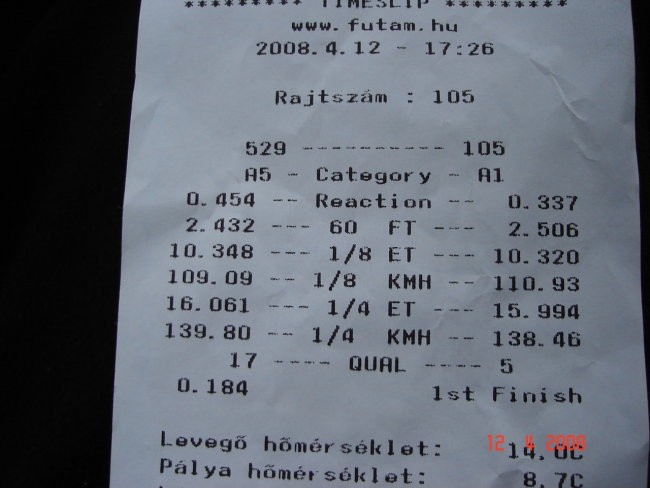 ********* TIMESLIP *********
www.futam.hu
2008.4.12 - 17:26
Rajtszám : 105
529 ---------- 105
A5 - Category - A1
0.454 -- Reaction -- 0.337
2.432 --- 60 FT --- 2.506
10.348 --- 1/8 ET --- 10.320
109.09 -- 1/8 KMH -- 110.93
16.061 --- 1/4 ET --- 15.994
139.80 -- 1/4 KMH -- 138.46
17 ---- QUAL ---- 5
0.184 1st Finish
Levegő hőmérséklet: 14.0C
12 4 2008
Pálya hőmérséklet: 8.7C